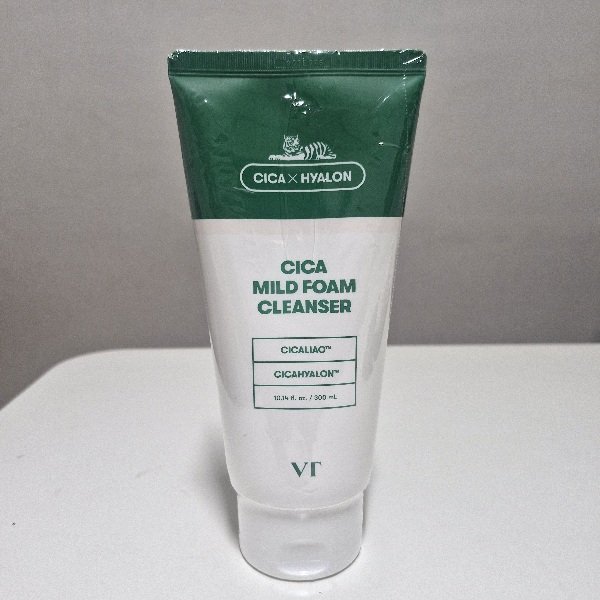 CICA × HYALON
CICA
MILD FOAM
CLEANSER
CICALIAO™
CICAHYALON™
10.14 fl. oz. / 300 mL
VT